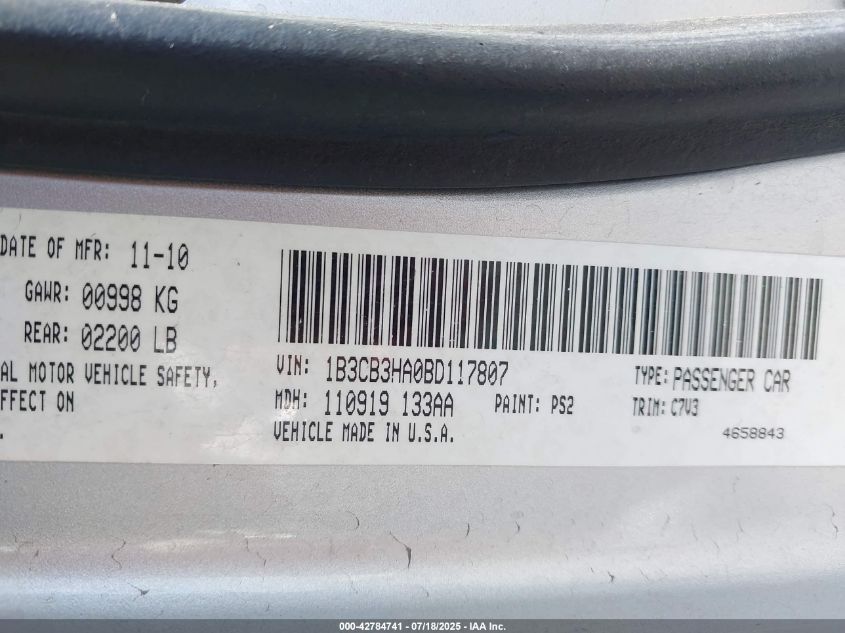 DATE OF MFR: 11-10
GAWR: 00998 KG
REAR: 02200 LB
AL MOTOR VEHICLE SAFETY,
FFECT ON
VIN: 1B3CB3HA0BD117807
TYPE: PASSENGER CAR
MDH: 110919 133AA PAINT: PS2
TRIM: C7V3
VEHICLE MADE IN U.S.A.
4658843
000-42784741 - 07/18/2025 - IAA Inc.